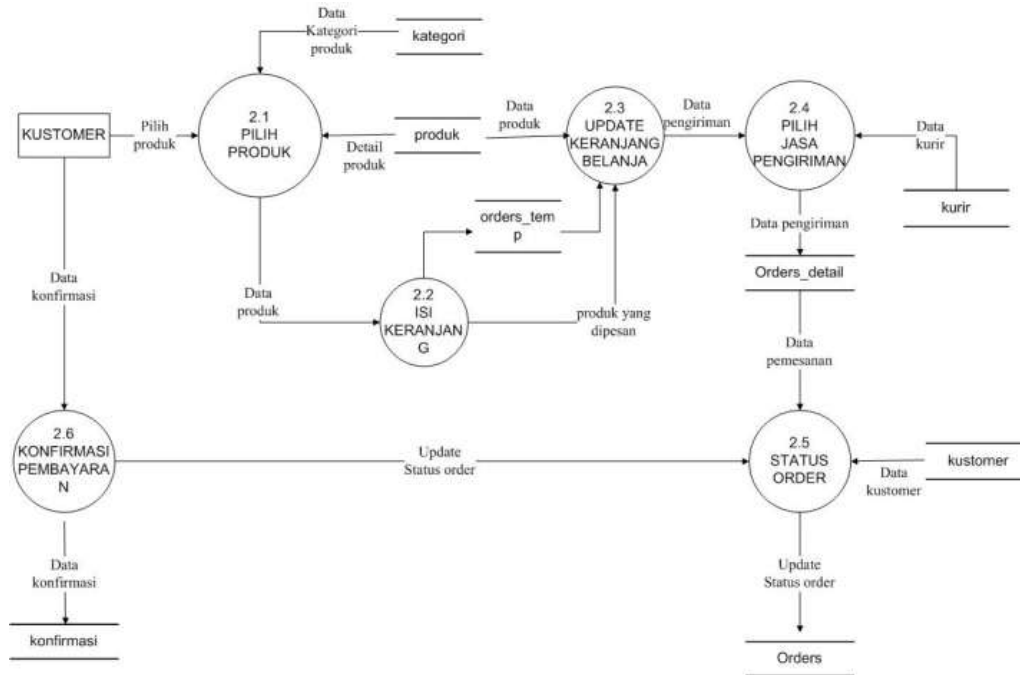 Data
Kategori
produk
kategori
KUSTOMER
Pilih
produk
2.1
PILIH
PRODUK
Detail
produk
produk
Data
produk
2.3
UPDATE
KERANJANG
BELANJA
Data
pengiriman
2.4
PILIH
JASA
PENGIRIMAN
Data
kurir
kurir
orders_tem
p
Data pengiriman
Orders_detail
Data
konfirmasi
Data
produk
2.2
ISI
KERANJAN
G
produk yang
dipesan
Data
pemesanan
2.6
KONFIRMASI
PEMBAYARA
N
Update
Status order
2.5
STATUS
ORDER
kustomer
Data
kustomer
Data
konfirmasi
konfirmasi
Update
Status order
Orders